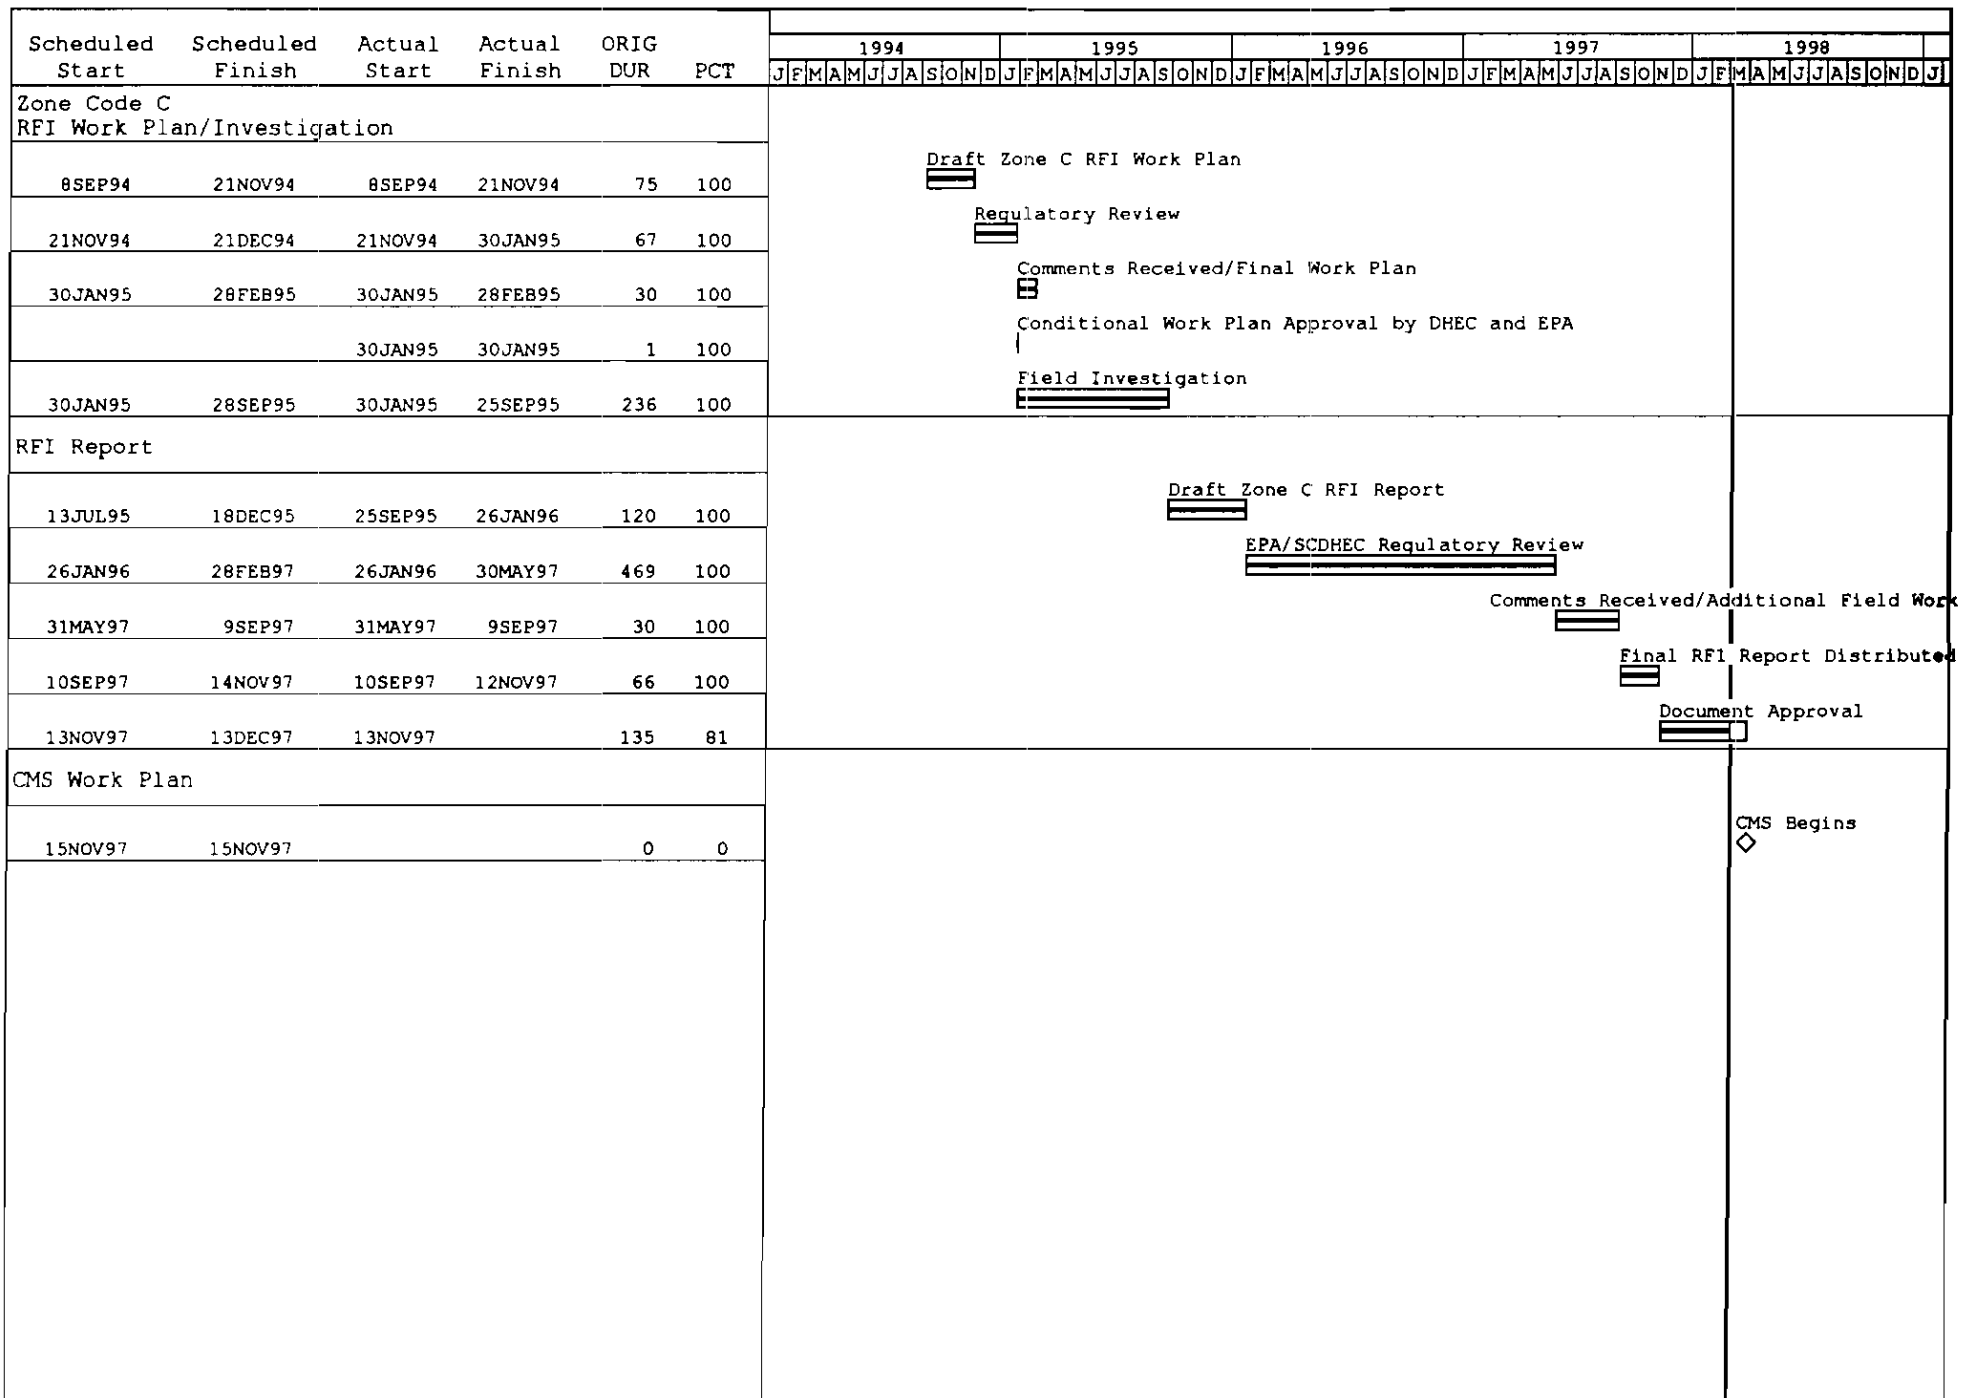 Scheduled Scheduled Actual Actual ORIG
Start Finish Start Finish DUR PCT
1994 1995 1996 1997 1998
J F M A M J J A S O N D J F M A M J J A S O N D J F M A M J J A S O N D J F M A M J J A S O N D J F M A M J J A S O N D J
Zone Code C
RFI Work Plan/Investigation
Draft Zone C RFI Work Plan
8SEP94 21NOV94 8SEP94 21NOV94 75 100
Regulatory Review
21NOV94 21DEC94 21NOV94 30JAN95 67 100
Comments Received/Final Work Plan
30JAN95 28FEB95 30JAN95 28FEB95 30 100
Conditional Work Plan Approval by DHEC and EPA
30JAN95 30JAN95 1 100
Field Investigation
30JAN95 28SEP95 30JAN95 25SEP95 236 100
RFI Report
Draft Zone C RFI Report
13JUL95 18DEC95 25SEP95 26JAN96 120 100
EPA/SCDHEC Regulatory Review
26JAN96 28FEB97 26JAN96 30MAY97 469 100
Comments Received/Additional Field Work
31MAY97 9SEP97 31MAY97 9SEP97 30 100
Final RFI Report Distributed
10SEP97 14NOV97 10SEP97 12NOV97 66 100
Document Approval
13NOV97 13DEC97 13NOV97 135 81
CMS Work Plan
CMS Begins
15NOV97 15NOV97 0 0